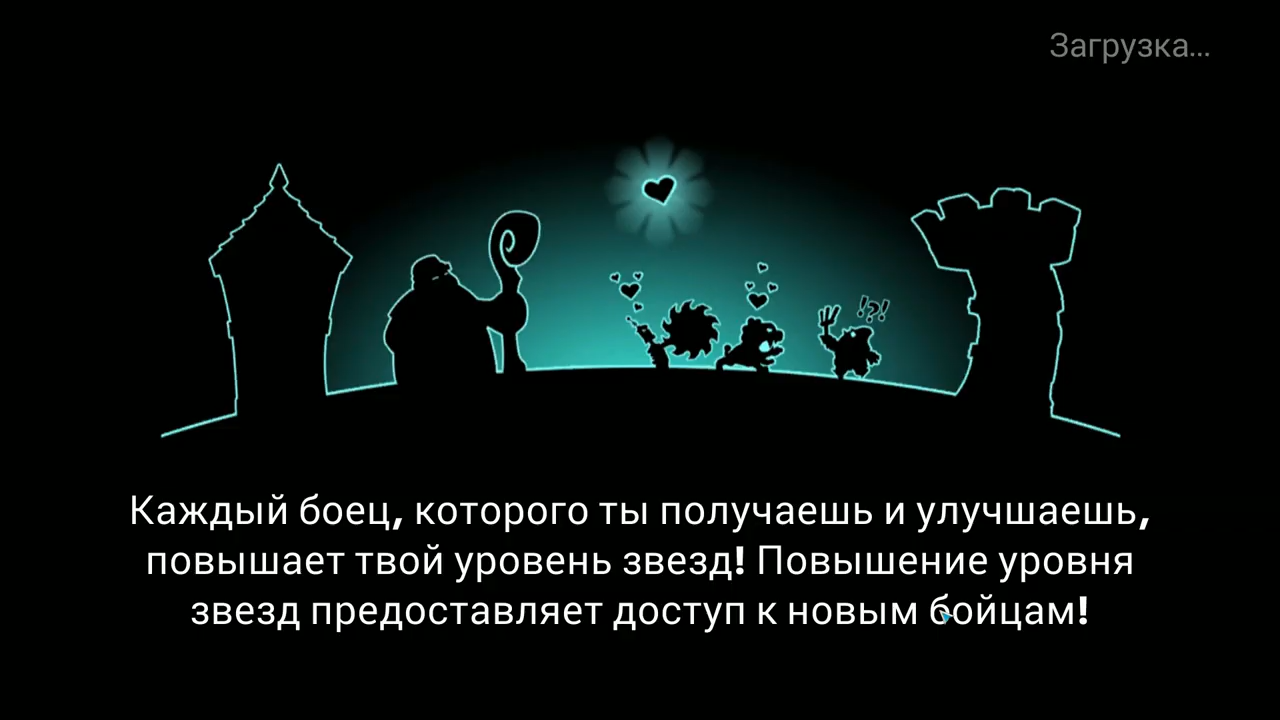 Загрузка...
!?!
Каждый боец, которого ты получаешь и улучшаешь,
повышает твой уровень звезд! Повышение уровня
звезд предоставляет доступ к новым бойцам!